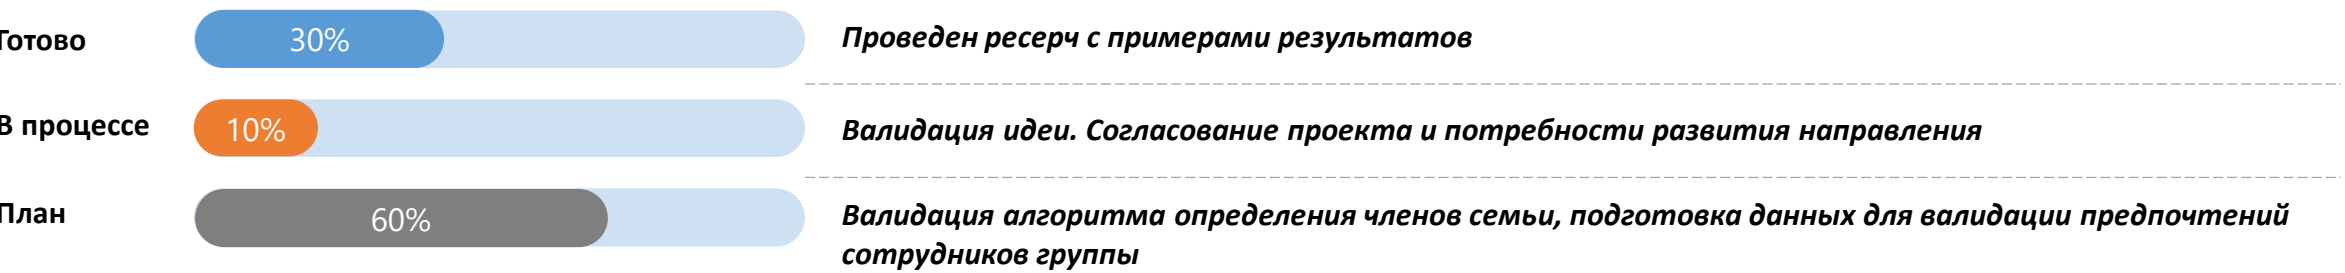 Готово
30%
Проведен ресерч с примерами результатов
В процессе
10%
Валидация идеи. Согласование проекта и потребности развития направления
План
60%
Валидация алгоритма определения членов семьи, подготовка данных для валидации предпочтений
сотрудников группы